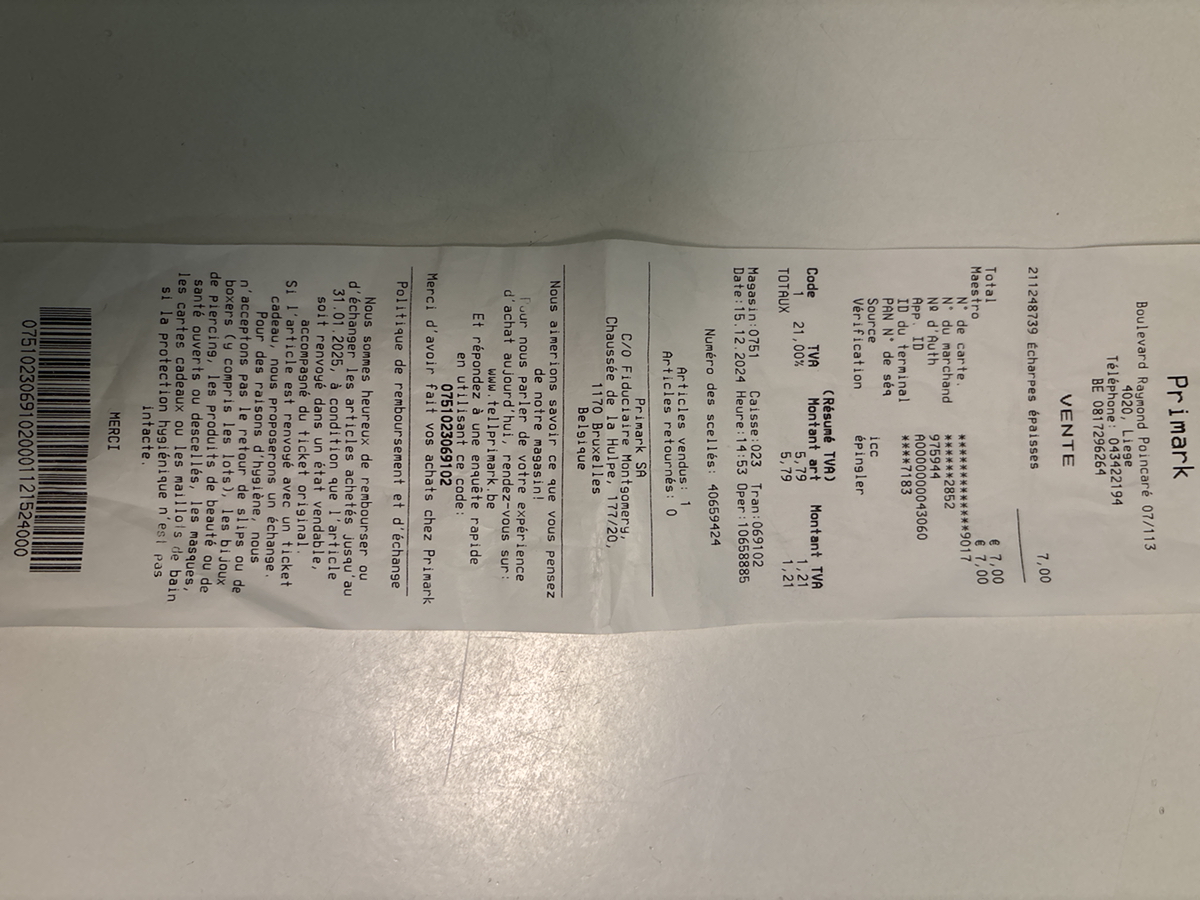 Primark
Boulevard Raymond Poincaré 07/113
4020, Liege
Téléphone: 043422194
BE 0817296264
VENTE
211248739 Écharpes épaisses 7,00
Total € 7,00
Maestro € 7,00
N° de carte. ****************9017
N° du marchand ******2852
Nº d'Auth 975944
App. ID A0000000043060
ID du terminal ****7183
PAN N° de séq
Source icc
Vérification épingler
(Résumé TVA)
Code TVA Montant art Montant TVA
1 21,00% 5,79 1,21
TOTAUX 5,79 1,21
Magasin:0751 Caisse:023 Tran:069102
Date:15.12.2024 Heure:14:53 Oper:10658885
Numéro des scellés: 40659424
Articles vendus: 1
Articles retournés: 0
Primark SA
C/O Fiduciaire Montgomery,
Chaussée de la Hulpe, 177/20,
1170 Bruxelles
Belgique
Nous aimerions savoir ce que vous pensez
de notre magasin!
Pour nous parler de votre expérience
d'achat aujourd'hui, rendez-vous sur:
www.tellprimark.be
Et répondez à une enquête rapide
en utilisant ce code:
0751023069102
Merci d'avoir fait vos achats chez Primark
Politique de remboursement et d'échange
Nous sommes heureux de rembourser ou
d'échanger les articles achetés jusqu'au
31.01.2025, à condition que l'article
soit renvoyé dans un état vendable,
accompagné du ticket original.
Si l'article est renvoyé avec un ticket
cadeau, nous proposerons un échange.
Pour des raisons d'hygiène, nous
n'acceptons pas le retour de slips ou de
boxers (y compris les lots), les bijoux
de piercing, les produits de beauté ou de
santé ouverts ou descellés, les masques,
les cartes cadeaux ou les maillots de bain
si la protection hygiénique n'est pas
intacte.
MERCI
07510230691020001121524000